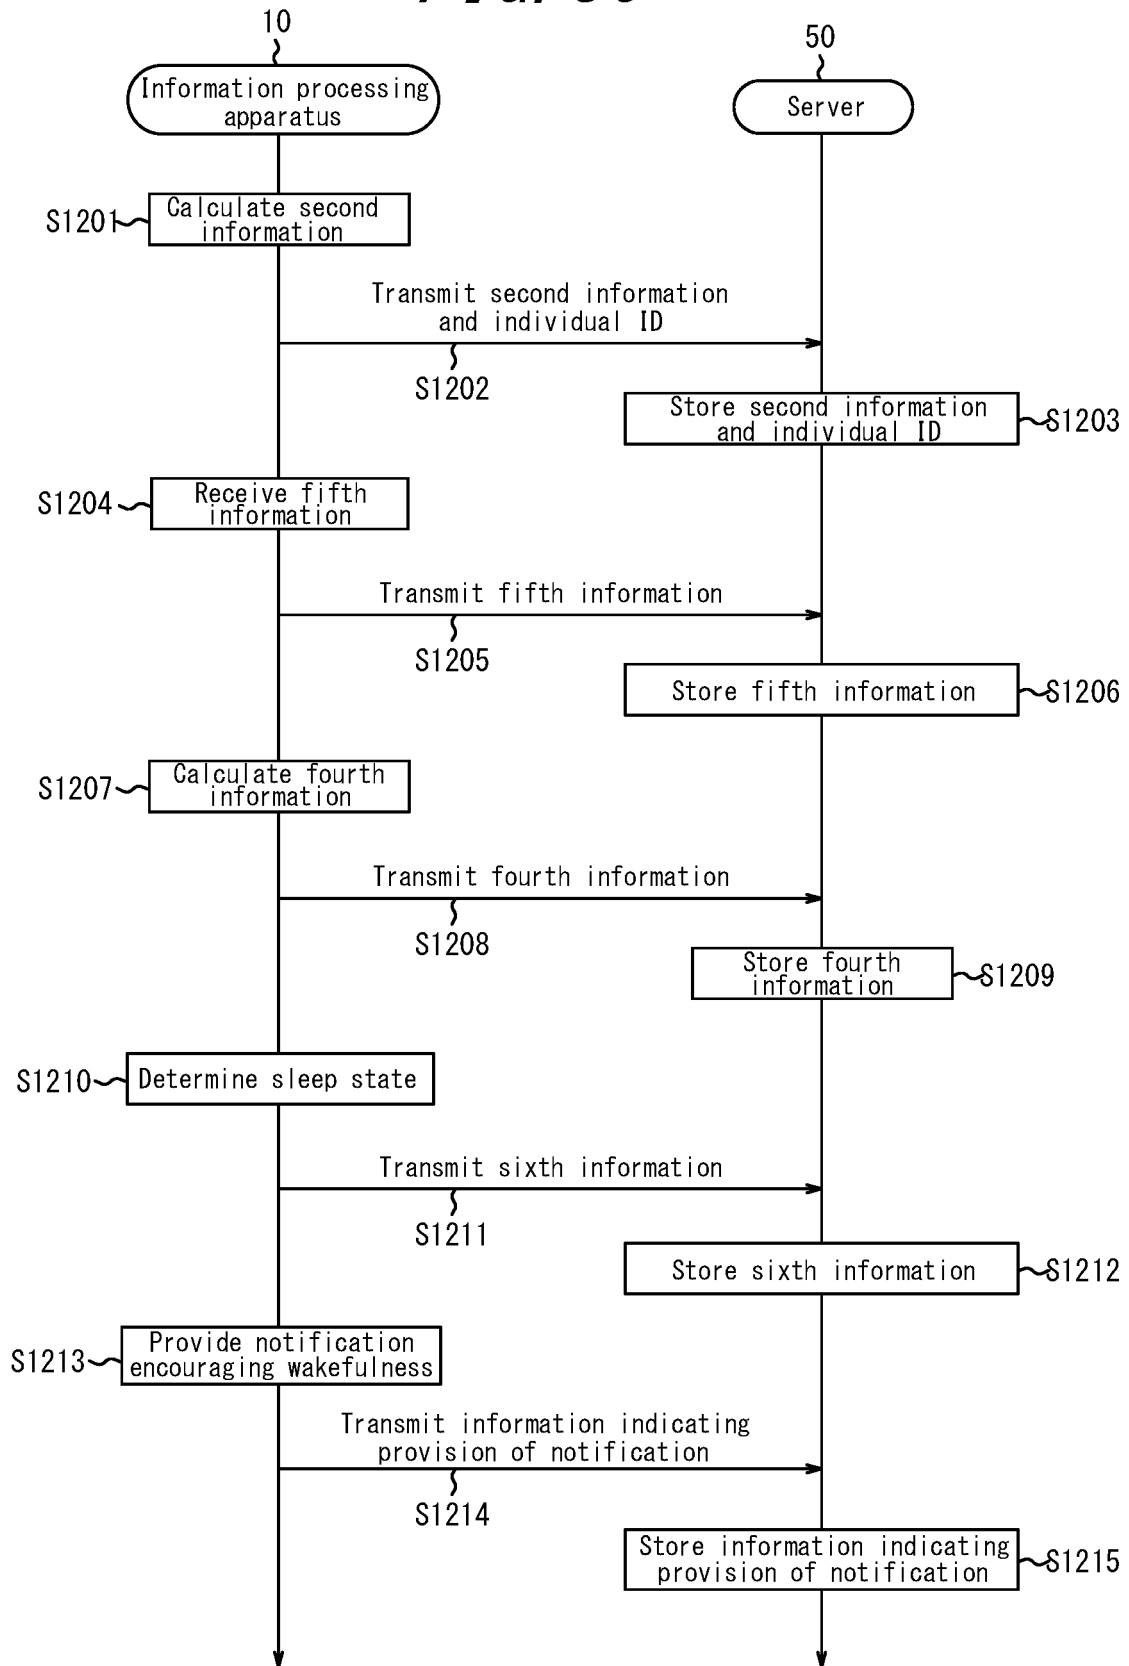 10
50
Information processing
apparatus
Server
S1201
Calculate second
information
Transmit second information
and individual ID
S1202
Store second information
and individual ID
S1203
S1204
Receive fifth
information
Transmit fifth information
S1205
Store fifth information
S1206
S1207
Calculate fourth
information
Transmit fourth information
S1208
Store fourth
information
S1209
S1210
Determine sleep state
Transmit sixth information
S1211
Store sixth information
S1212
S1213
Provide notification
encouraging wakefulness
Transmit information indicating
provision of notification
S1214
Store information indicating
provision of notification
S1215